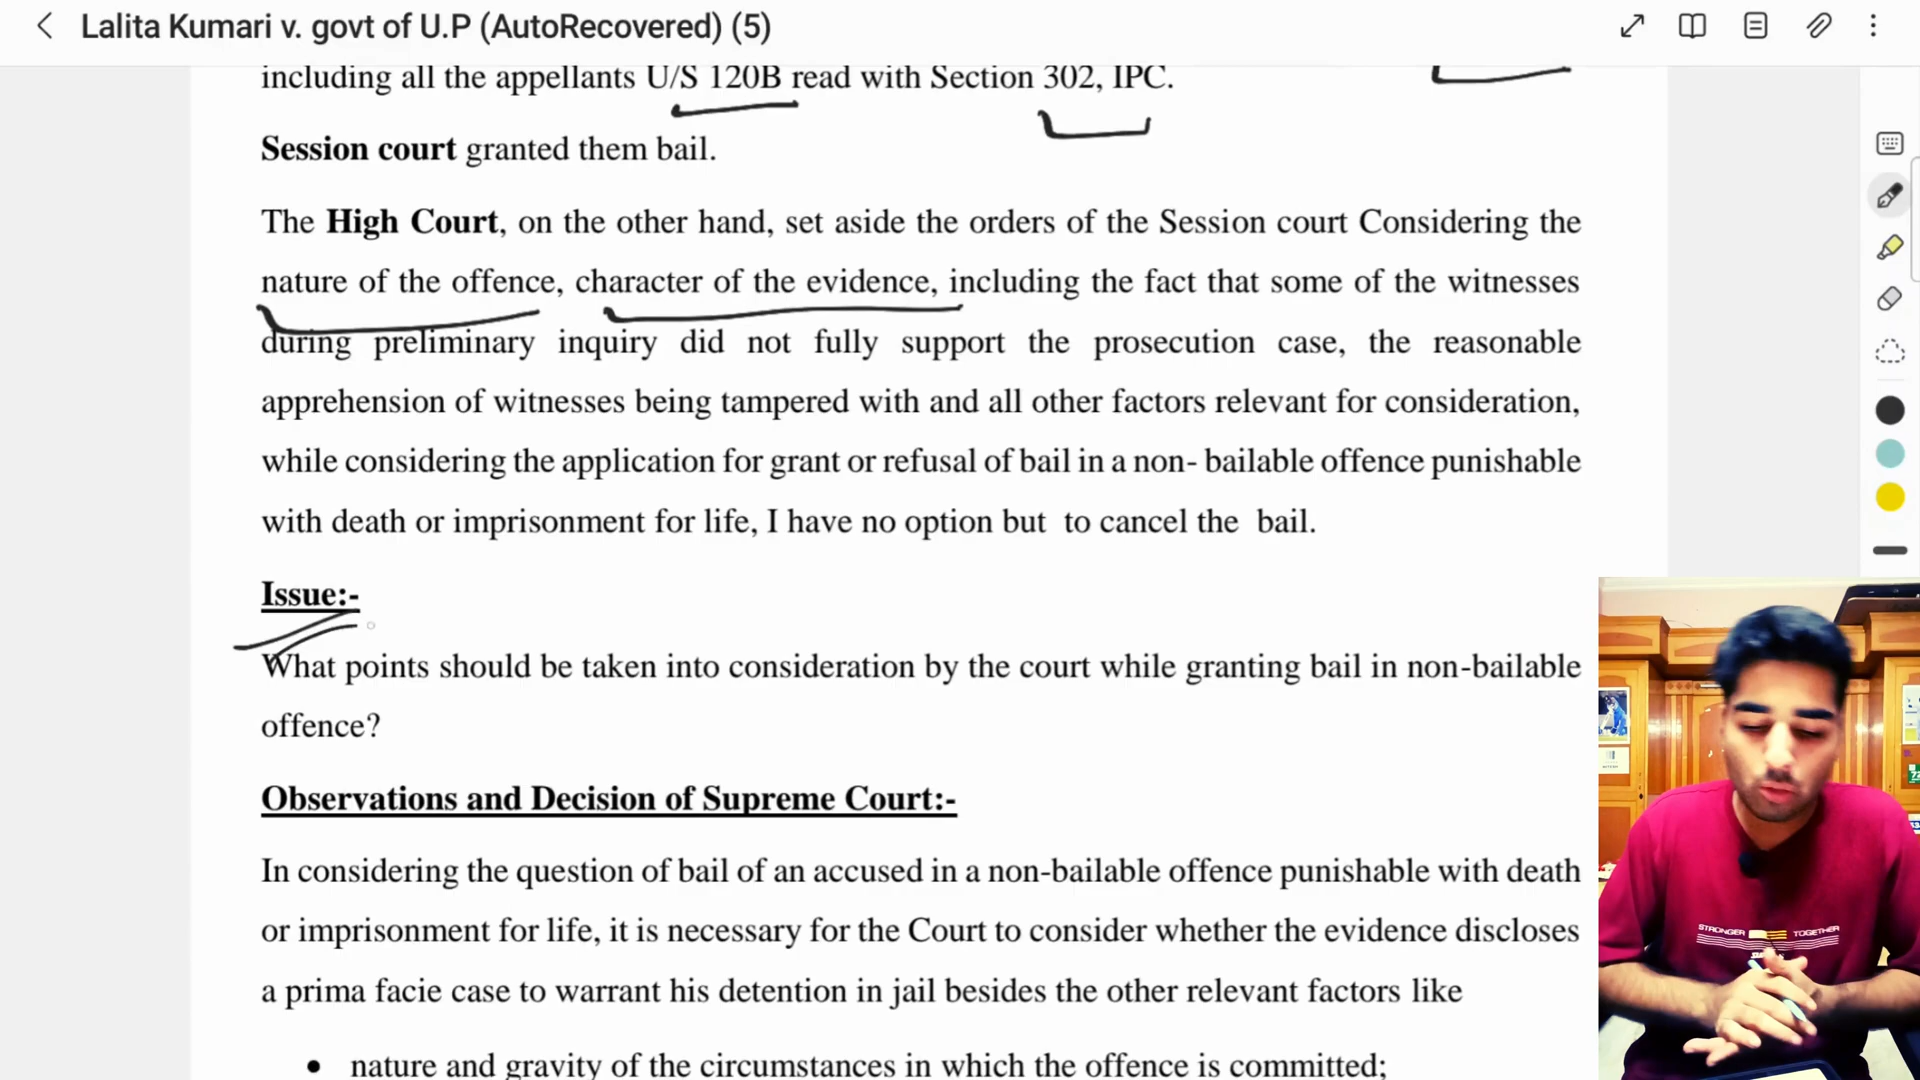 Lalita Kumari v. govt of U.P (AutoRecovered) (5)
including all the appellants U/S 120B read with Section 302, IPC.
Session court granted them bail.
The High Court, on the other hand, set aside the orders of the Session court Considering the
nature of the offence, character of the evidence, including the fact that some of the witnesses
during preliminary inquiry did not fully support the prosecution case, the reasonable
apprehension of witnesses being tampered with and all other factors relevant for consideration,
while considering the application for grant or refusal of bail in a non- bailable offence punishable
with death or imprisonment for life, I have no option but to cancel the bail.
Issue:-
What points should be taken into consideration by the court while granting bail in non-bailable
offence?
Observations and Decision of Supreme Court:-
In considering the question of bail of an accused in a non-bailable offence punishable with death
or imprisonment for life, it is necessary for the Court to consider whether the evidence discloses
a prima facie case to warrant his detention in jail besides the other relevant factors like
• nature and gravity of the circumstances in which the offence is committed;
STRONGER TOGETHER